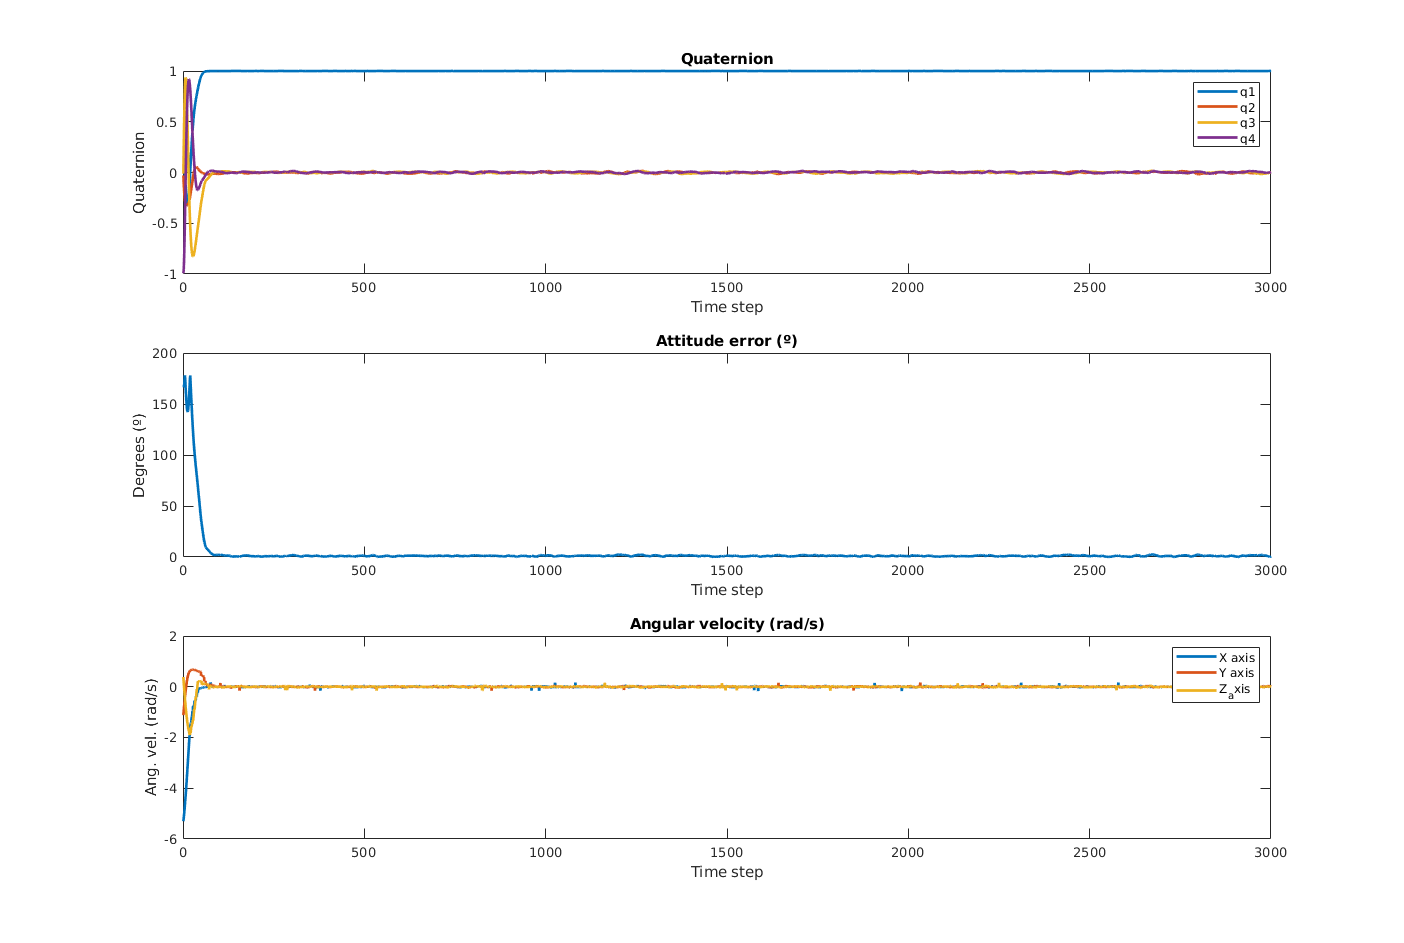 Quaternion
Quaternion
1
0.5
0
-0.5
-1
q1
q2
q3
q4
0 500 1000 1500 2000 2500 3000
Time step
Attitude error (º)
Degrees (º)
200
150
100
50
0
0 500 1000 1500 2000 2500 3000
Time step
Angular velocity (rad/s)
Ang. vel. (rad/s)
2
0
-2
-4
-6
X axis
Y axis
Zaxis
0 500 1000 1500 2000 2500 3000
Time step